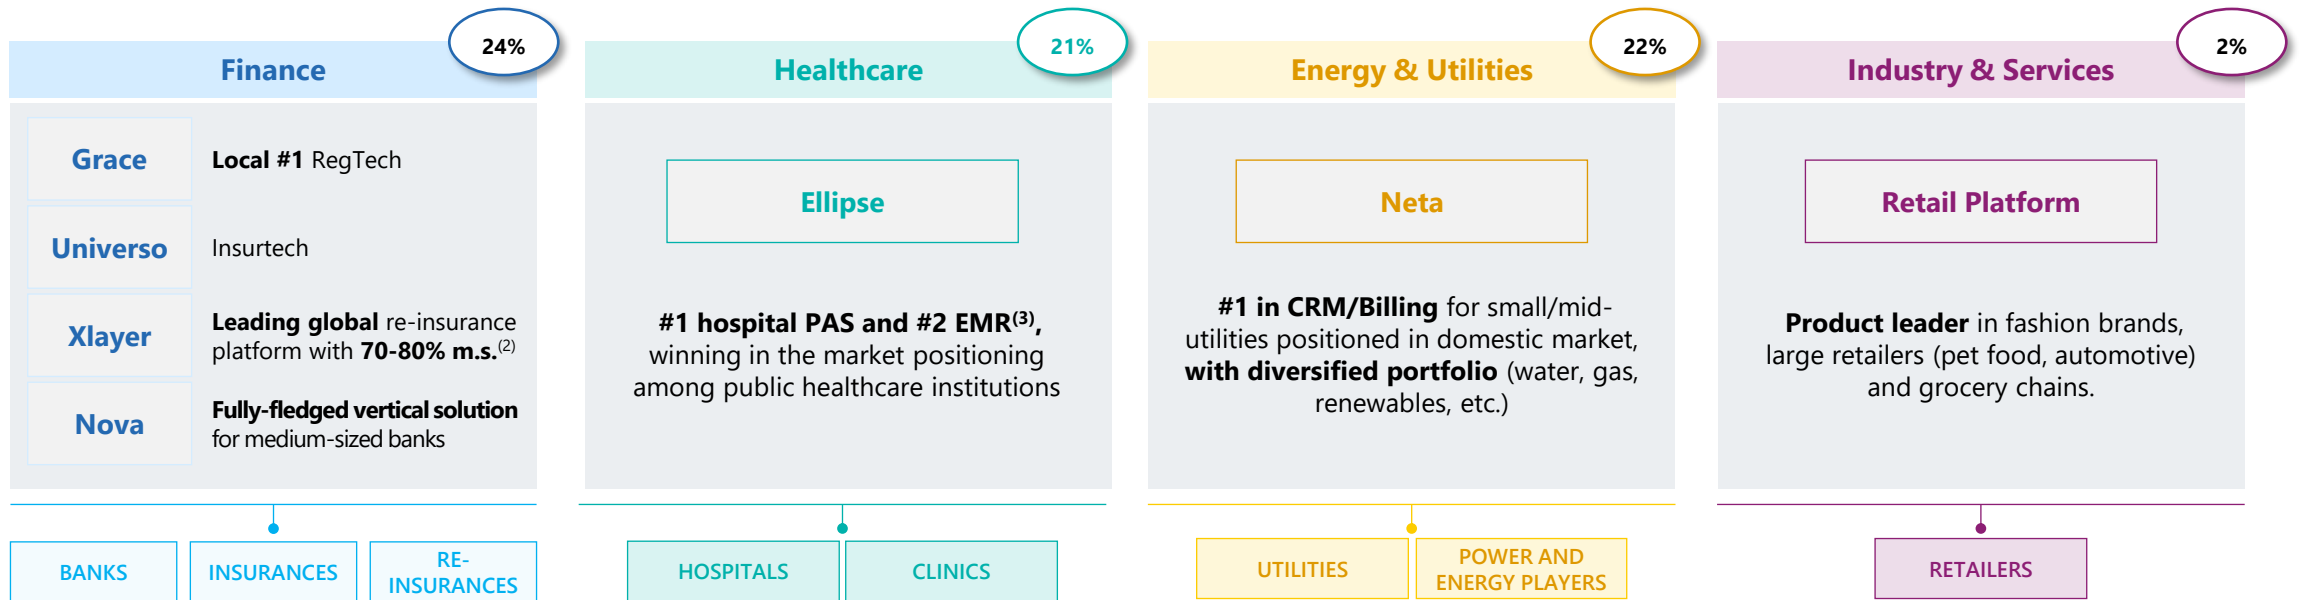 Finance
24%
Grace
Local #1 RegTech
Universo
Insurtech
Xlayer
Leading global re-insurance
platform with 70-80% m.s.(2)
Nova
Fully-fledged vertical solution
for medium-sized banks
BANKS
INSURANCES
RE-
INSURANCES
Healthcare
21%
Ellipse
#1 hospital PAS and #2 EMR(3),
winning in the market positioning
among public healthcare institutions
HOSPITALS
CLINICS
Energy & Utilities
22%
Neta
#1 in CRM/Billing for small/mid-
utilities positioned in domestic market,
with diversified portfolio (water, gas,
renewables, etc.)
UTILITIES
POWER AND
ENERGY PLAYERS
Industry & Services
2%
Retail Platform
Product leader in fashion brands,
large retailers (pet food, automotive)
and grocery chains.
RETAILERS